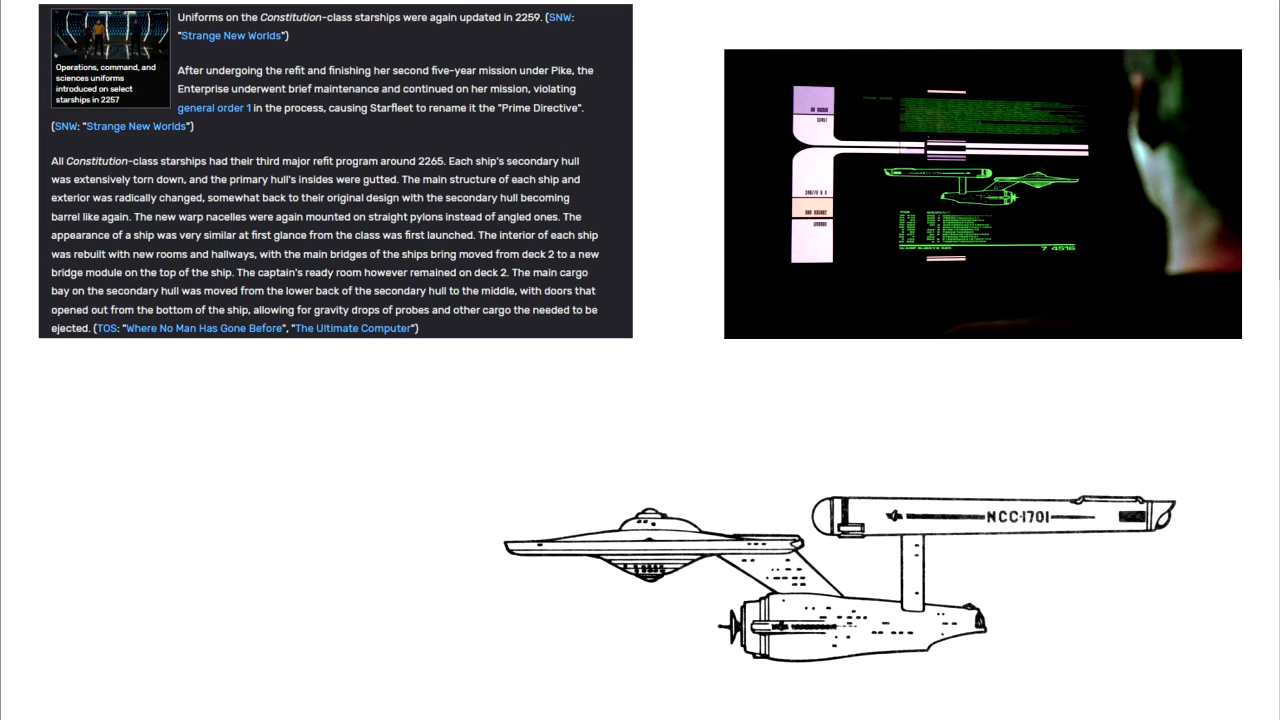 Uniforms on the Constitution-class starships were again updated in 2259. (SNW:
"Strange New Worlds")
Operations, command, and
sciences uniforms
introduced on select
starships in 2257
After undergoing the refit and finishing her second five-year mission under Pike, the
Enterprise underwent brief maintenance and continued on her mission, violating
general order 1 in the process, causing Starfleet to rename it the "Prime Directive".
(SNW: "Strange New Worlds")
All Constitution-class starships had their third major refit program around 2265. Each ship's secondary hull
was extensively torn down and the primary hull's insides were gutted. The main structure of each ship and
exterior was radically changed, somewhat back to their original design with the secondary hull becoming
barrel like again. The new warp nacelles were again mounted on straight pylons instead of angled ones. The
appearance of a ship was very similar the appearance from the class was first launched. The interior of each ship
was rebuilt with new rooms and hallways, with the main bridges of the ships bring moved from deck 2 to a new
bridge module on the top of the ship. The captain's ready room however remained on deck 2. The main cargo
bay on the secondary hull was moved from the lower back of the secondary hull to the middle, with doors that
opened out from the bottom of the ship, allowing for gravity drops of probes and other cargo the needed to be
ejected. (TOS: "Where No Man Has Gone Before", "The Ultimate Computer")
7 4516
NCC-1701